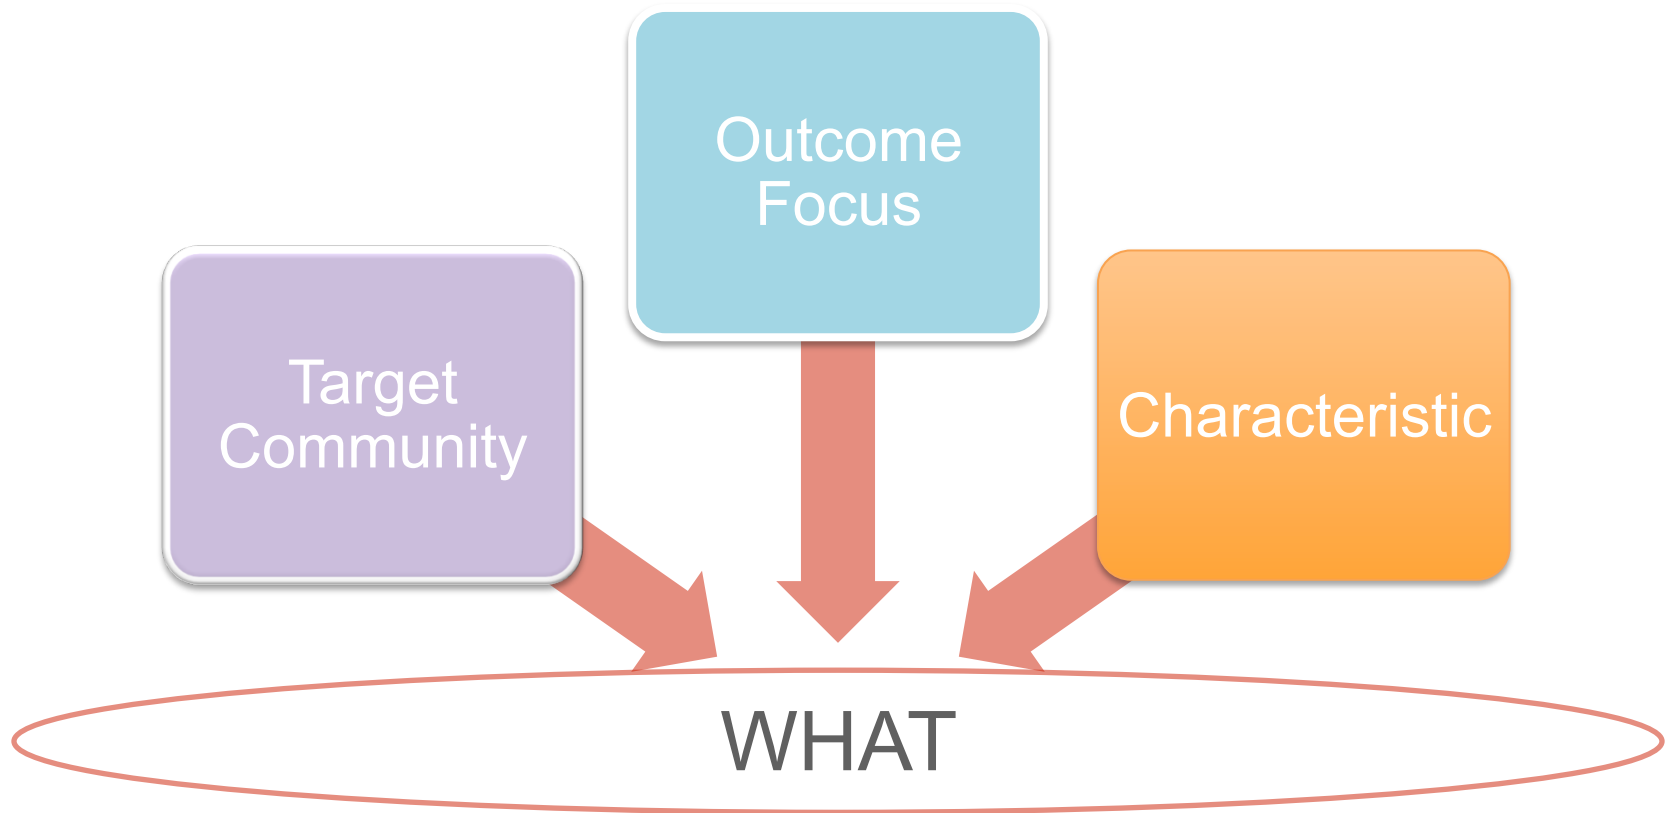 Outcome
Focus
Target
Community
Characteristic
WHAT